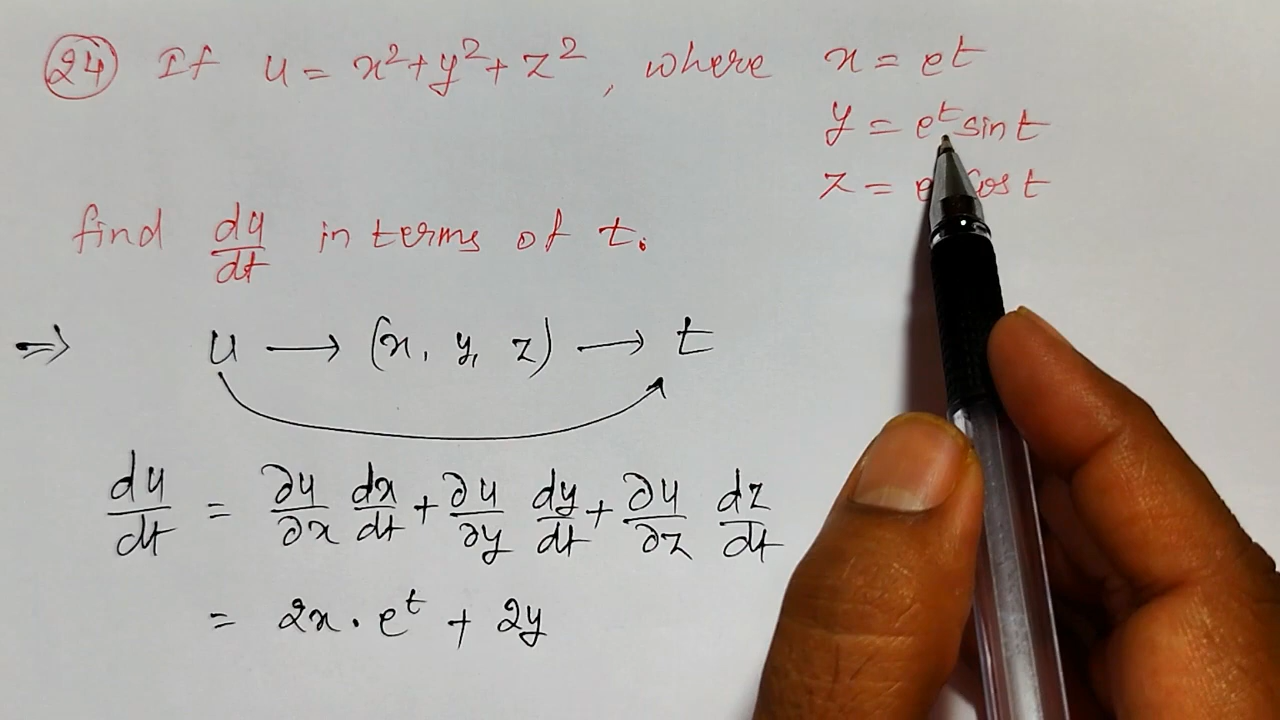 24 If u = x²+y²+z², where x = eᵗ
y = eᵗ sin t
z = e cos t
find du/dt in terms of t.
⇒ u → (x, y, z) → t
du/dt = ∂u/∂x dx/dt + ∂u/∂y dy/dt + ∂u/∂z dz/dt
= 2x · eᵗ + 2y